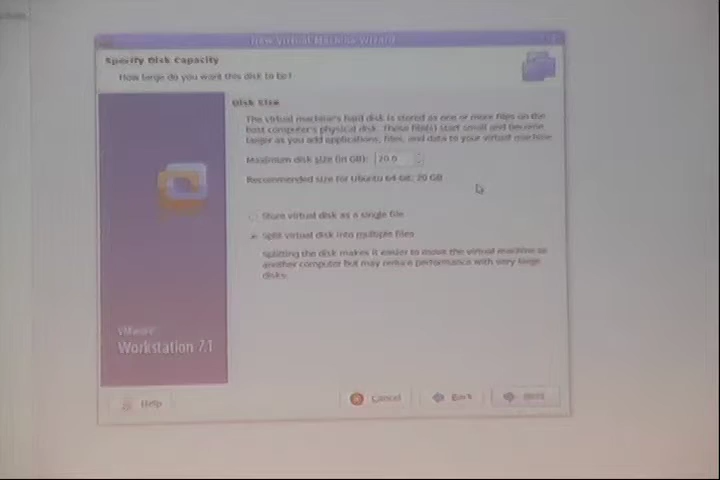 New Virtual Machine Wizard
Specify Disk Capacity
How large do you want this disk to be?
Disk Size
The virtual machine's hard disk is stored as one or more files on the
host computer's physical disk. These file(s) start small and become
larger as you add applications, files, and data to your virtual machine.
Maximum disk size (in GB): 20.0
Recommended size for Ubuntu 64-bit: 20 GB
Store virtual disk as a single file
Split virtual disk into multiple files
Splitting the disk makes it easier to move the virtual machine to
another computer but may reduce performance with very large
disks.
VMware
Workstation 7.1
Help
Cancel
Back
Next